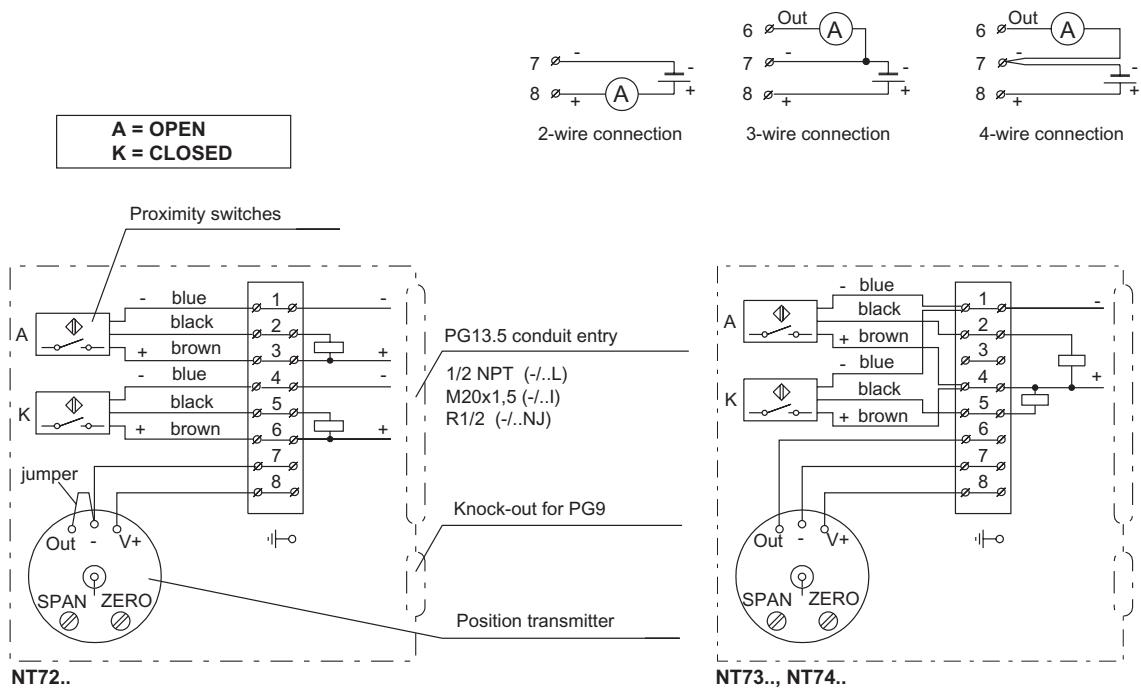 6 Out A
7 -
8 +
- +
2-wire connection
6 Out A
7 -
8 +
- +
3-wire connection
6 Out A
7 -
8 +
- +
4-wire connection
A = OPEN
K = CLOSED
Proximity switches
A
- blue 1 -
black 2
+ brown 3 +
K
- blue 4 -
black 5
+ brown 6 +
7
8
jumper
Out - V+
SPAN ZERO
PG13.5 conduit entry
1/2 NPT (-/..L)
M20x1,5 (-/..I)
R1/2 (-/..NJ)
Knock-out for PG9
Position transmitter
NT72..
A
- blue 1 -
black 2
+ brown 3
K
- blue 4 +
black 5
+ brown 6
7
8
Out - V+
SPAN ZERO
NT73.., NT74..